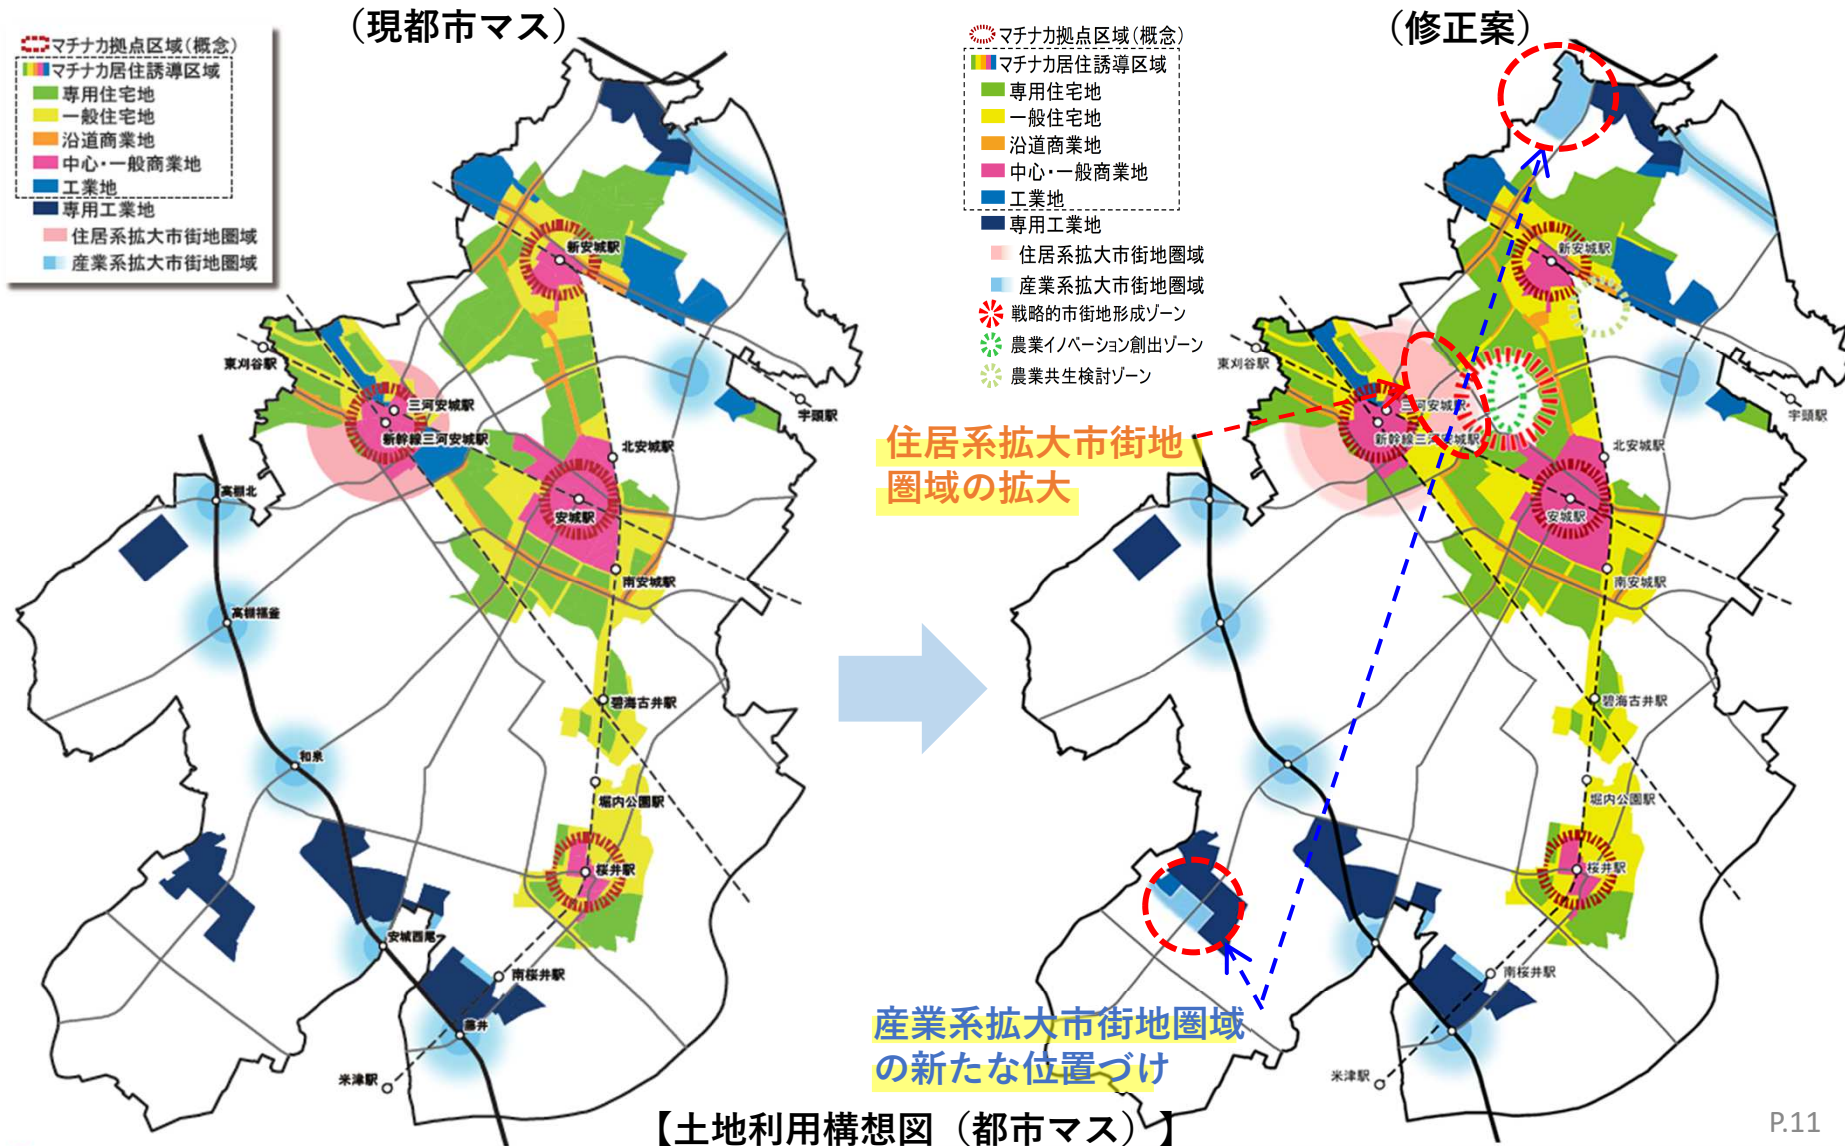 (現都市マス)
マチナカ拠点区域(概念)
マチナカ居住誘導区域
専用住宅地
一般住宅地
沿道商業地
中心・一般商業地
工業地
専用工業地
住居系拡大市街地圏域
産業系拡大市街地圏域
新安城駅
東刈谷駅
三河安城駅
新幹線三河安城駅
宇頭駅
北安城駅
高棚北
安城駅
南安城駅
高棚福釜
碧海古井駅
和泉
堀内公園駅
桜井駅
安城西尾
南桜井駅
藤井
米津駅
(修正案)
マチナカ拠点区域(概念)
マチナカ居住誘導区域
専用住宅地
一般住宅地
沿道商業地
中心・一般商業地
工業地
専用工業地
住居系拡大市街地圏域
産業系拡大市街地圏域
戦略的市街地形成ゾーン
農業イノベーション創出ゾーン
農業共生検討ゾーン
新安城駅
東刈谷駅
三河安城駅
新幹線三河安城駅
宇頭駅
北安城駅
安城駅
南安城駅
碧海古井駅
堀内公園駅
桜井駅
南桜井駅
米津駅
住居系拡大市街地
圏域の拡大
産業系拡大市街地圏域
の新たな位置づけ
【土地利用構想図(都市マス)】
P.11